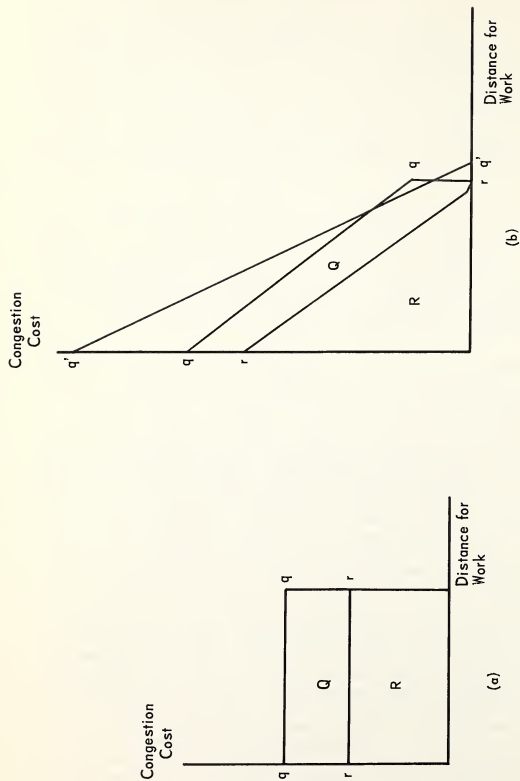 Congestion
Cost
q
r
Q
R
q
r
Distance for
Work
(a)
Congestion
Cost
q'
q
r
Q
R
q
r q'
Distance for
Work
(b)